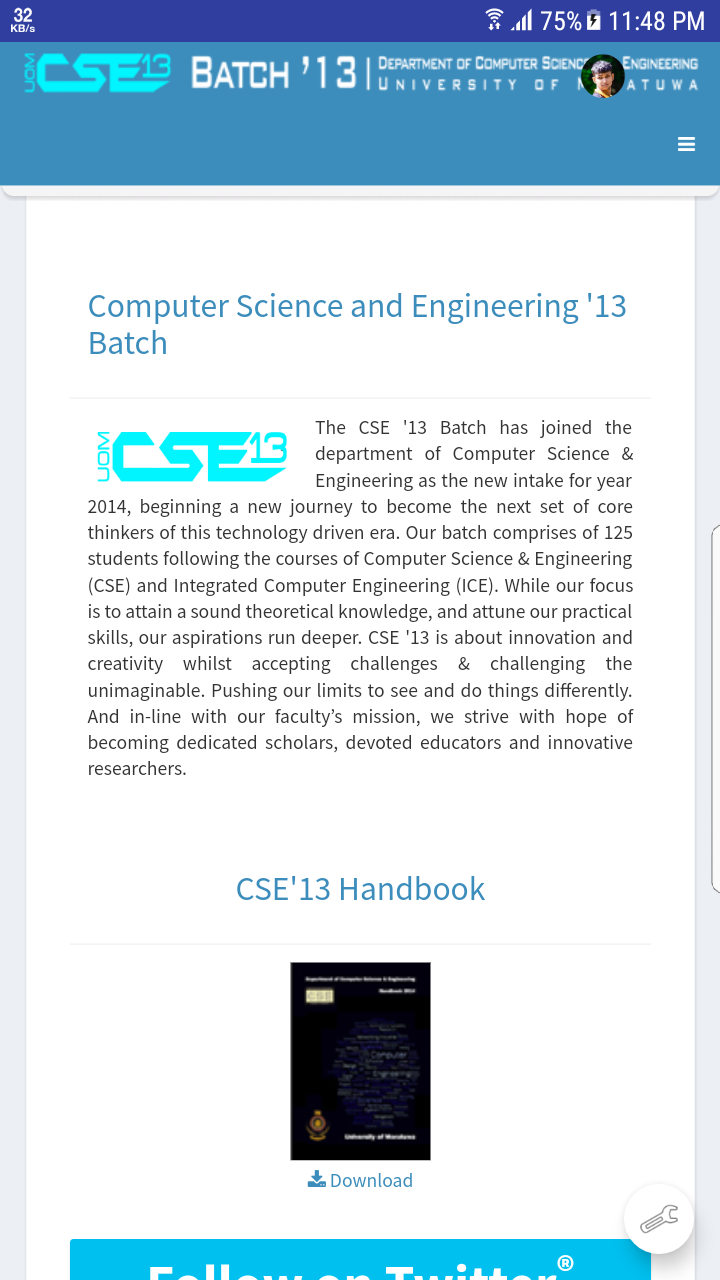 32
KB/s
75%
11:48 PM
UOM CSE 13
BATCH '13
DEPARTMENT OF COMPUTER SCIENCE ENGINEERING
UNIVERSITY OF
Computer Science and Engineering '13
Batch
UOM CSE 13
The CSE '13 Batch has joined the
department of Computer Science &
Engineering as the new intake for year
2014, beginning a new journey to become the next set of core
thinkers of this technology driven era. Our batch comprises of 125
students following the courses of Computer Science & Engineering
(CSE) and Integrated Computer Engineering (ICE). While our focus
is to attain a sound theoretical knowledge, and attune our practical
skills, our aspirations run deeper. CSE '13 is about innovation and
creativity whilst accepting challenges & challenging the
unimaginable. Pushing our limits to see and do things differently.
And in-line with our faculty’s mission, we strive with hope of
becoming dedicated scholars, devoted educators and innovative
researchers.
CSE'13 Handbook
Department of Computer Science & Engineering
Handbook 2014
CSE
Computer
Engineering
University of Moratuwa
Download
Follow on Twitter®